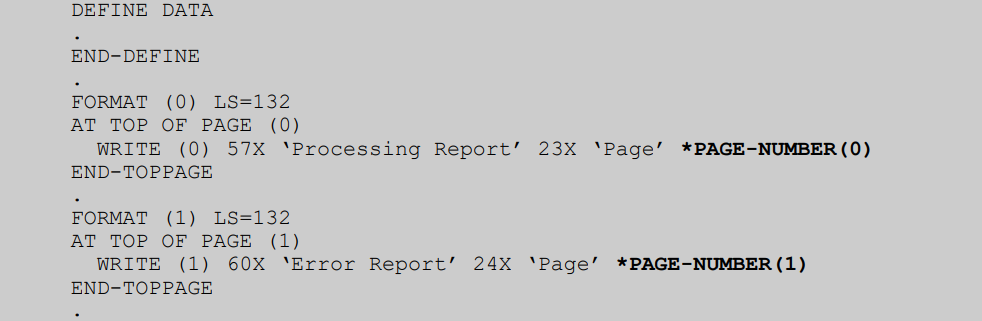 DEFINE DATA
.
END-DEFINE
.
FORMAT (0) LS=132
AT TOP OF PAGE (0)
  WRITE (0) 57X ‘Processing Report’ 23X ‘Page’ *PAGE-NUMBER(0)
END-TOPPAGE
.
FORMAT (1) LS=132
AT TOP OF PAGE (1)
  WRITE (1) 60X ‘Error Report’ 24X ‘Page’ *PAGE-NUMBER(1)
END-TOPPAGE
.